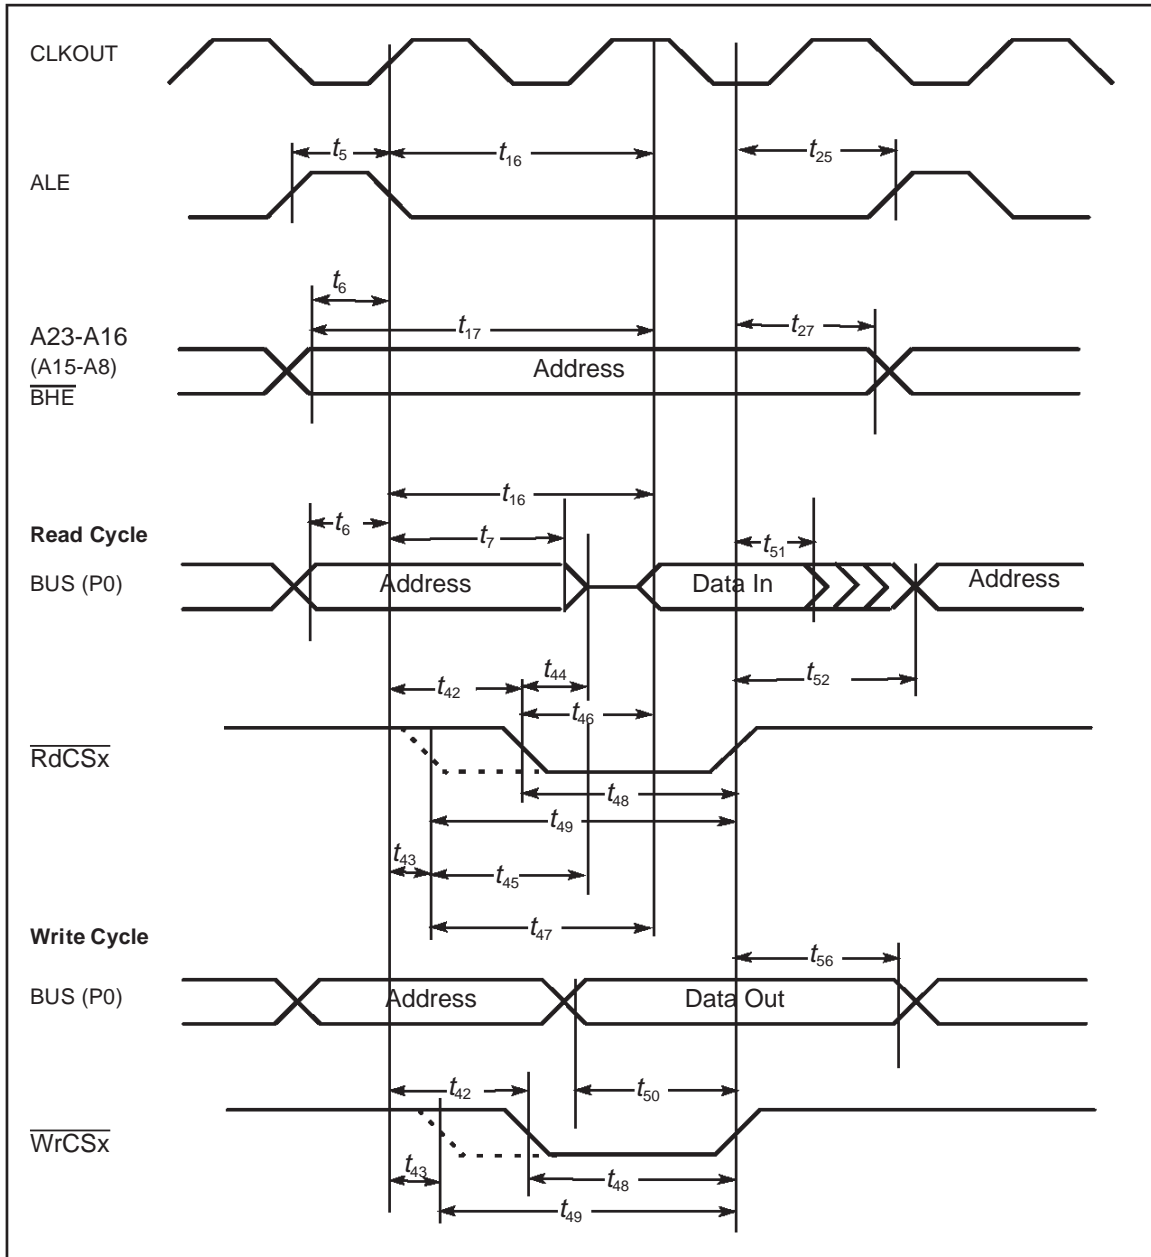 CLKOUT
t5
t16
t25
ALE
t6
t17
t27
A23-A16
(A15-A8)
BHE
Address
t16
t6
t7
t51
Read Cycle
BUS (P0)
Address
Data In
Address
t44
t42
t52
t46
RdCSx
t48
t49
t43
t45
t47
Write Cycle
t56
BUS (P0)
Address
Data Out
t42
t50
WrCSx
t43
t48
t49